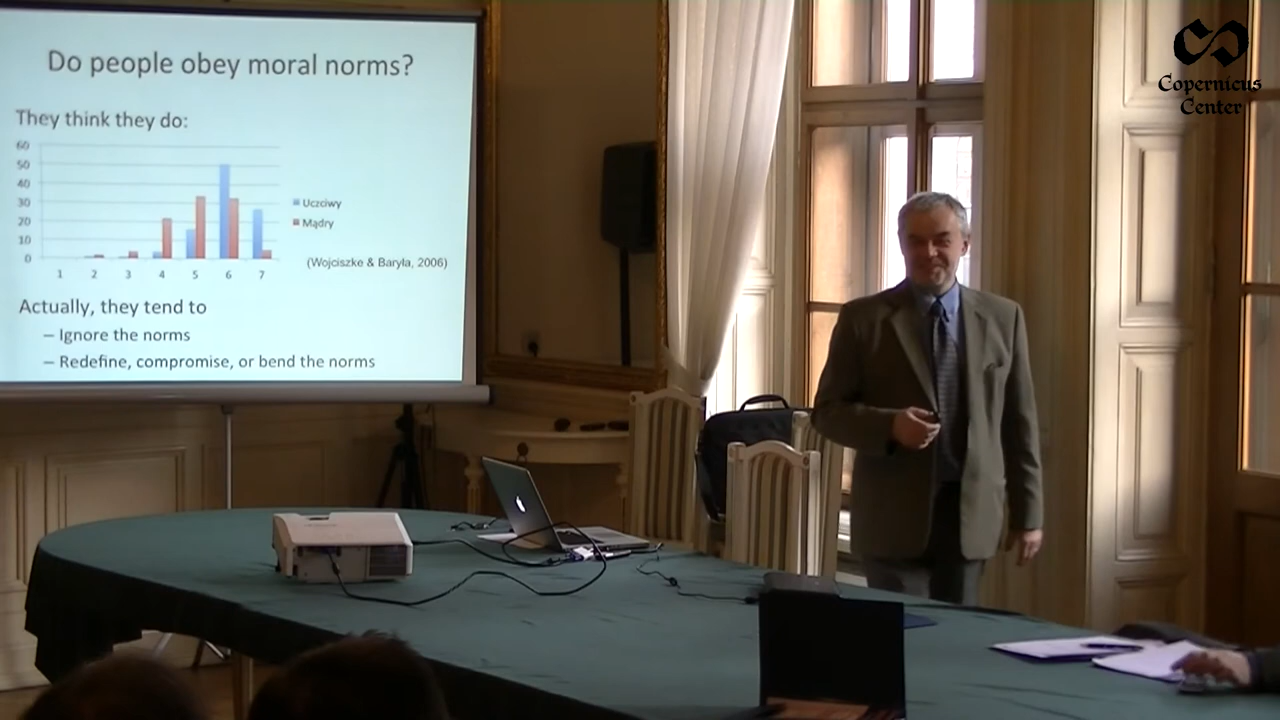 Do people obey moral norms?
They think they do:
60
50
40
30
20
10
0
1 2 3 4 5 6 7
Uczciwy
Mądry
(Wojciszke & Baryła, 2006)
Actually, they tend to
– Ignore the norms
– Redefine, compromise, or bend the norms
Copernicus
Center